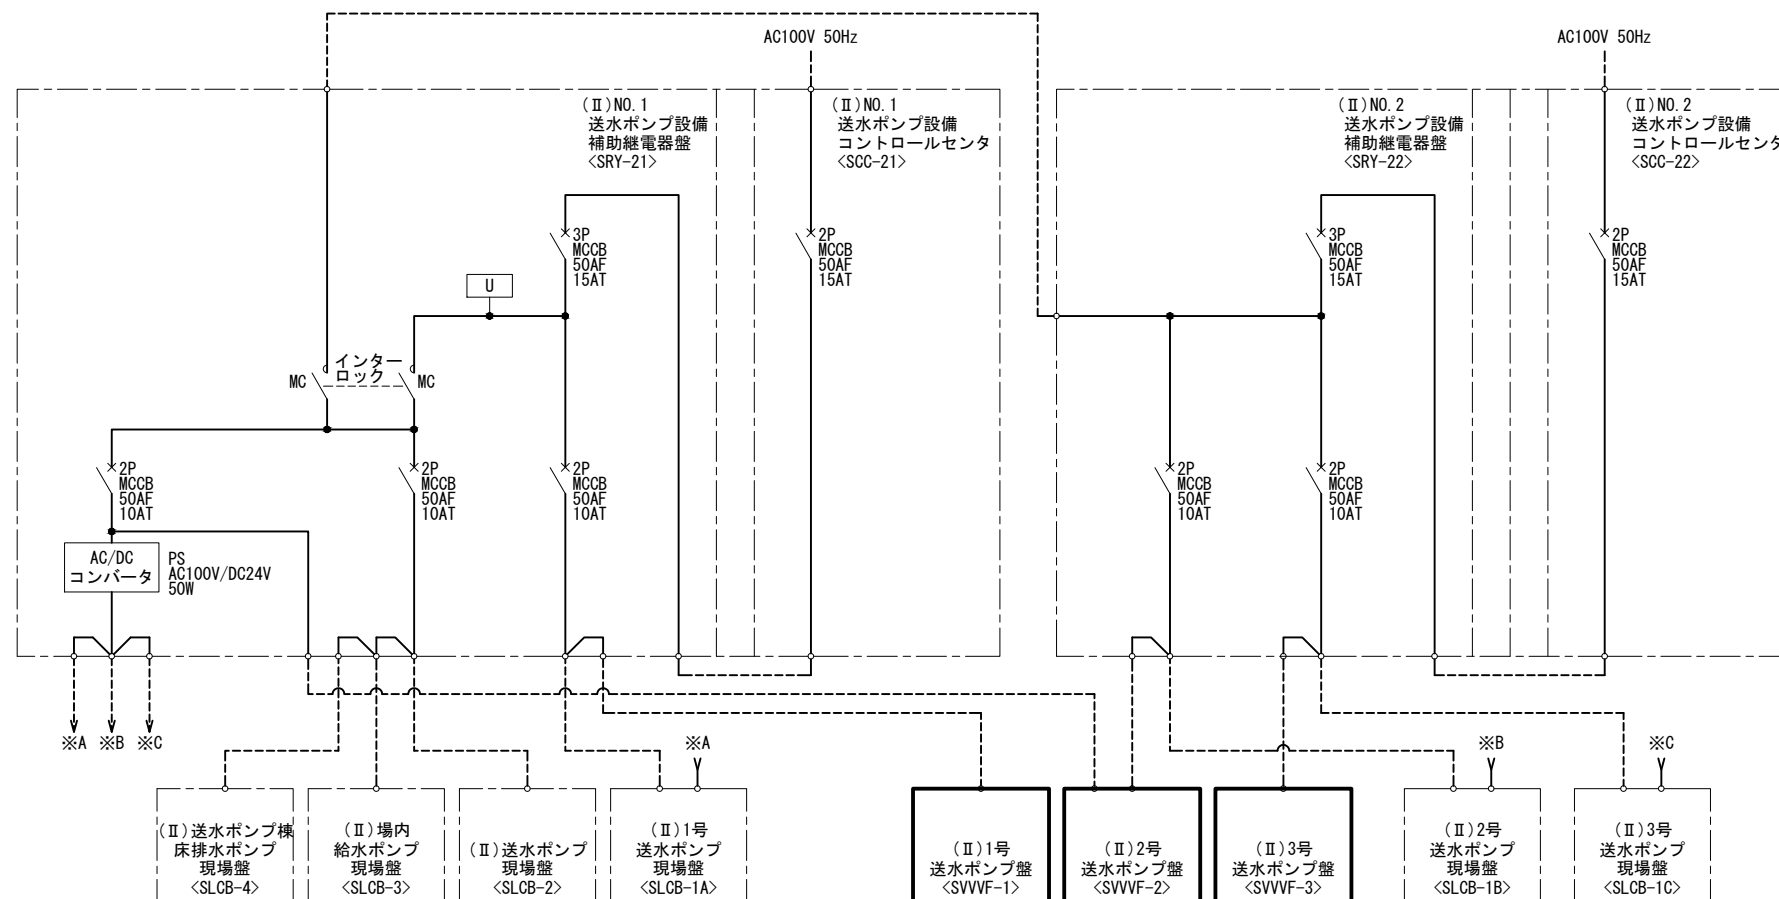 AC100V 50Hz
AC100V 50Hz
(Ⅱ)NO.1
送水ポンプ設備
補助継電器盤
<SRY-21>
(Ⅱ)NO.1
送水ポンプ設備
コントロールセンタ
<SCC-21>
(Ⅱ)NO.2
送水ポンプ設備
補助継電器盤
<SRY-22>
(Ⅱ)NO.2
送水ポンプ設備
コントロールセンタ
<SCC-22>
3P
MCCB
50AF
15AT
2P
MCCB
50AF
15AT
3P
MCCB
50AF
15AT
2P
MCCB
50AF
15AT
U
インター
ロック
MC
MC
2P
MCCB
50AF
10AT
2P
MCCB
50AF
10AT
2P
MCCB
50AF
10AT
2P
MCCB
50AF
10AT
2P
MCCB
50AF
10AT
AC/DC
コンバータ
PS
AC100V/DC24V
50W
※A
※B
※C
※A
※B
※C
(Ⅱ)送水ポンプ棟
床排水ポンプ
現場盤
<SLCB-4>
(Ⅱ)場内
給水ポンプ
現場盤
<SLCB-3>
(Ⅱ)送水ポンプ
現場盤
<SLCB-2>
(Ⅱ)1号
送水ポンプ
現場盤
<SLCB-1A>
(Ⅱ)1号
送水ポンプ盤
<SVVVF-1>
(Ⅱ)2号
送水ポンプ盤
<SVVVF-2>
(Ⅱ)3号
送水ポンプ盤
<SVVVF-3>
(Ⅱ)2号
送水ポンプ
現場盤
<SLCB-1B>
(Ⅱ)3号
送水ポンプ
現場盤
<SLCB-1C>